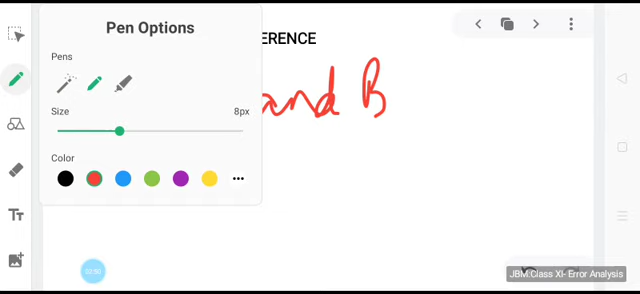 Pen Options
ERENCE
Pens
and B
Size 8px
Color
JBM:Class XI- Error Analysis